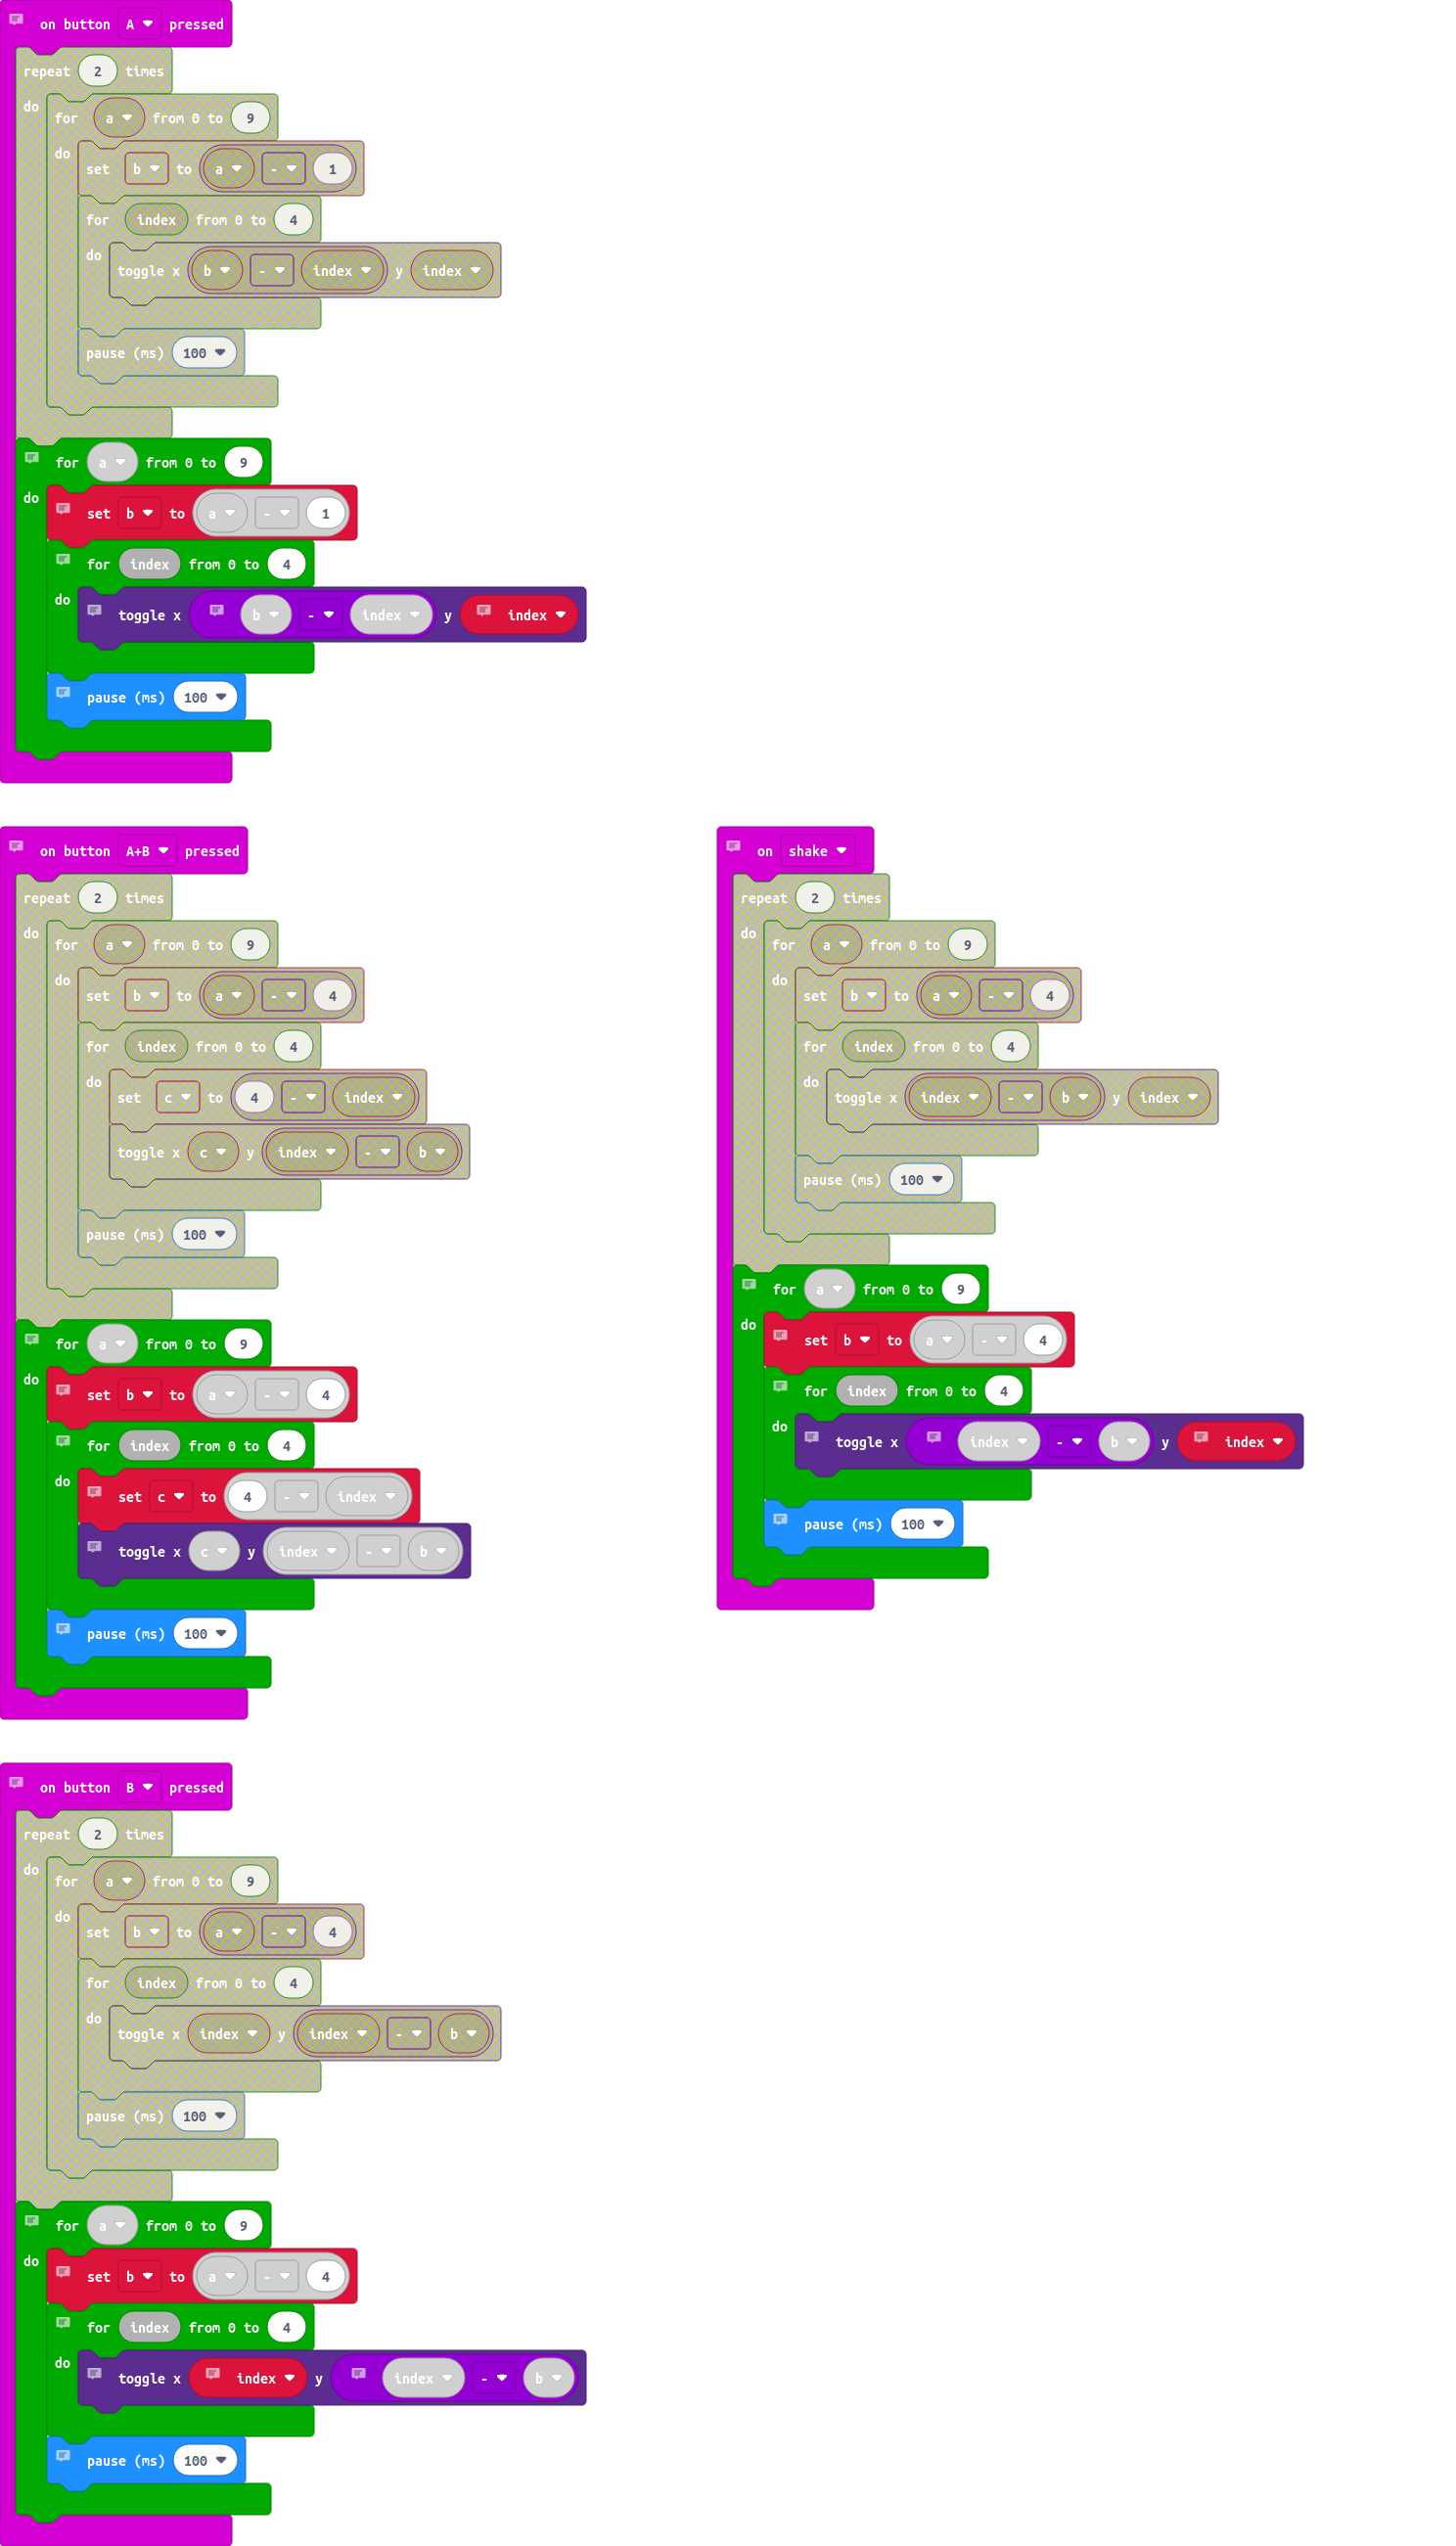 on button A pressed
repeat 2 times
do
for a from 0 to 9
do
set b to a - 1
for index from 0 to 4
do
toggle x b - index y index
pause (ms) 100
for a from 0 to 9
do
set b to a - 1
for index from 0 to 4
do
toggle x b - index y index
pause (ms) 100
on button A+B pressed
repeat 2 times
do
for a from 0 to 9
do
set b to a - 4
for index from 0 to 4
do
set c to 4 - index
toggle x c y index - b
pause (ms) 100
for a from 0 to 9
do
set b to a - 4
for index from 0 to 4
do
set c to 4 - index
toggle x c y index - b
pause (ms) 100
on shake
repeat 2 times
do
for a from 0 to 9
do
set b to a - 4
for index from 0 to 4
do
toggle x index - b y index
pause (ms) 100
for a from 0 to 9
do
set b to a - 4
for index from 0 to 4
do
toggle x index - b y index
pause (ms) 100
on button B pressed
repeat 2 times
do
for a from 0 to 9
do
set b to a - 4
for index from 0 to 4
do
toggle x index y index - b
pause (ms) 100
for a from 0 to 9
do
set b to a - 4
for index from 0 to 4
do
toggle x index y index - b
pause (ms) 100